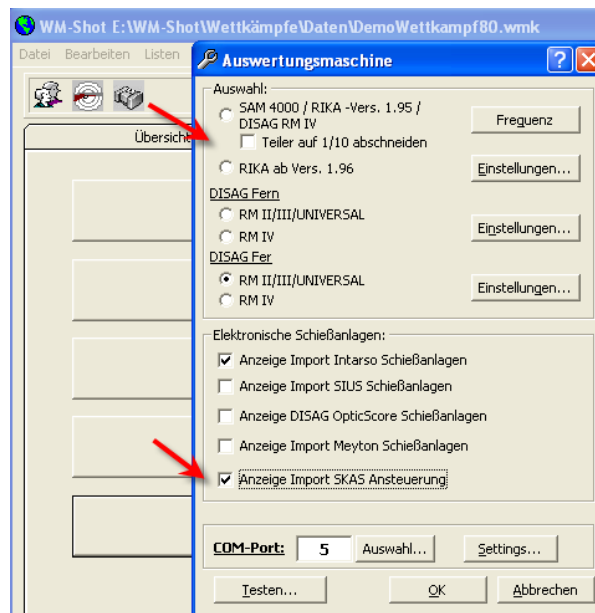 WM-Shot E:\WM-Shot\Wettkämpfe\Daten\DemoWettkampf80.wmk
Datei Bearbeiten Listen
Auswertungsmaschine
Übersicht
Auswahl:
SAM 4000 / RIKA -Vers. 1.95 /
DISAG RM IV
Frequenz
Teiler auf 1/10 abschneiden
RIKA ab Vers. 1.96
Einstellungen...
DISAG Fern
RM II/III/UNIVERSAL
Einstellungen...
RM IV
DISAG Fer
RM II/III/UNIVERSAL
Einstellungen...
RM IV
Elektronische Schießanlagen:
Anzeige Import Intarso Schießanlagen
Anzeige Import SIUS Schießanlagen
Anzeige DISAG OpticScore Schießanlagen
Anzeige Import Meyton Schießanlagen
Anzeige Import SKAS Ansteuerung
COM-Port: 5 Auswahl... Settings...
Testen... OK Abbrechen